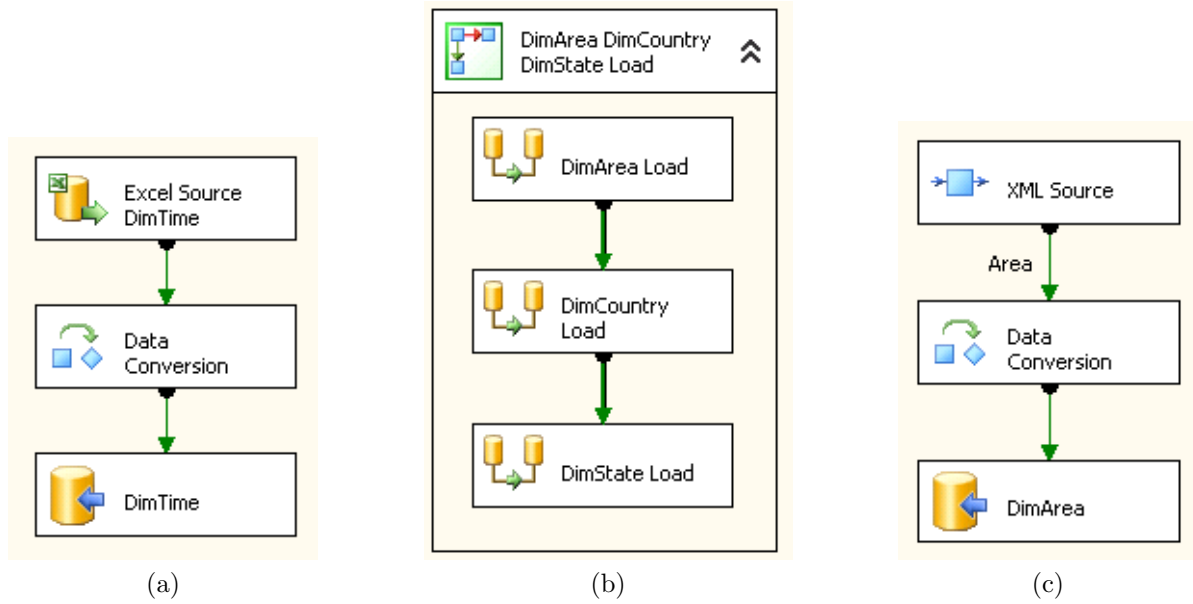 Excel Source
DimTime
Data
Conversion
DimTime
(a)
DimArea DimCountry
DimState Load
DimArea Load
DimCountry
Load
DimState Load
(b)
XML Source
Area
Data
Conversion
DimArea
(c)